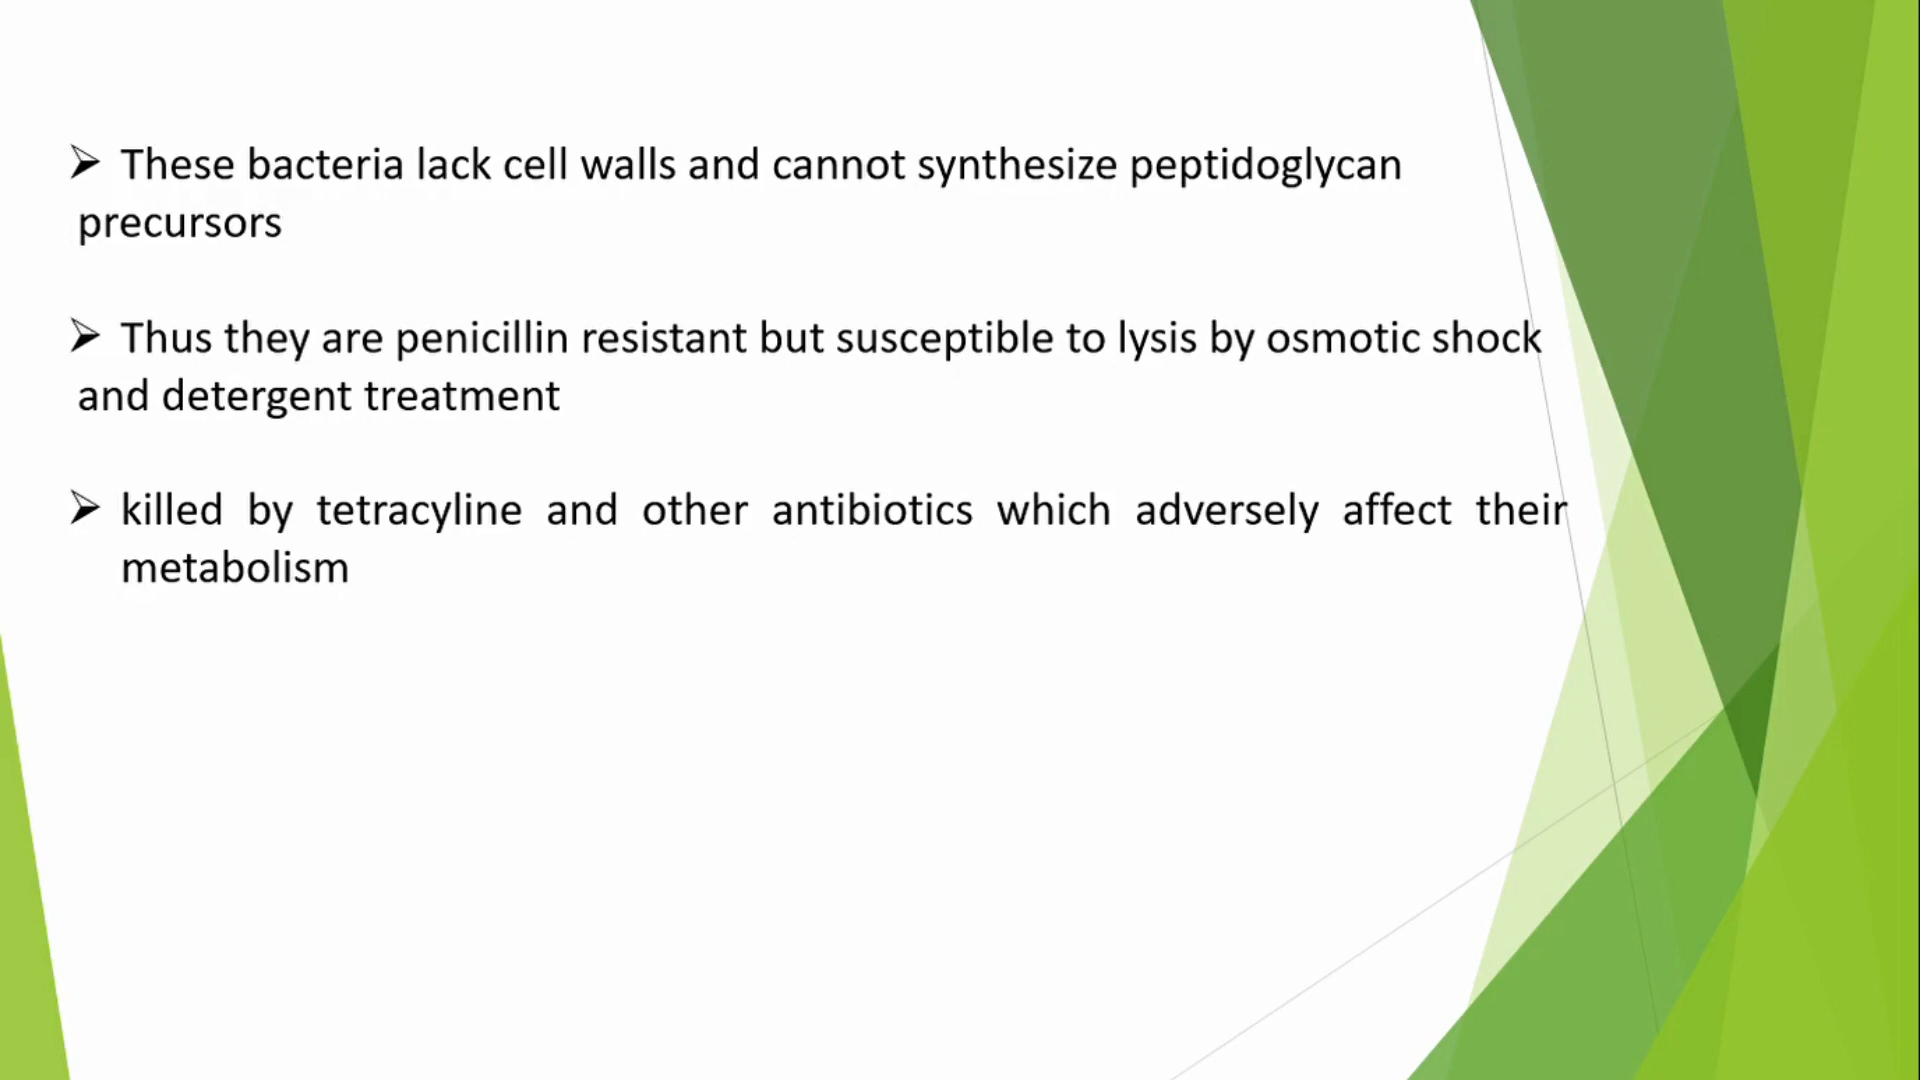 ➢ These bacteria lack cell walls and cannot synthesize peptidoglycan
precursors
➢ Thus they are penicillin resistant but susceptible to lysis by osmotic shock
and detergent treatment
➢ killed by tetracyline and other antibiotics which adversely affect their
metabolism